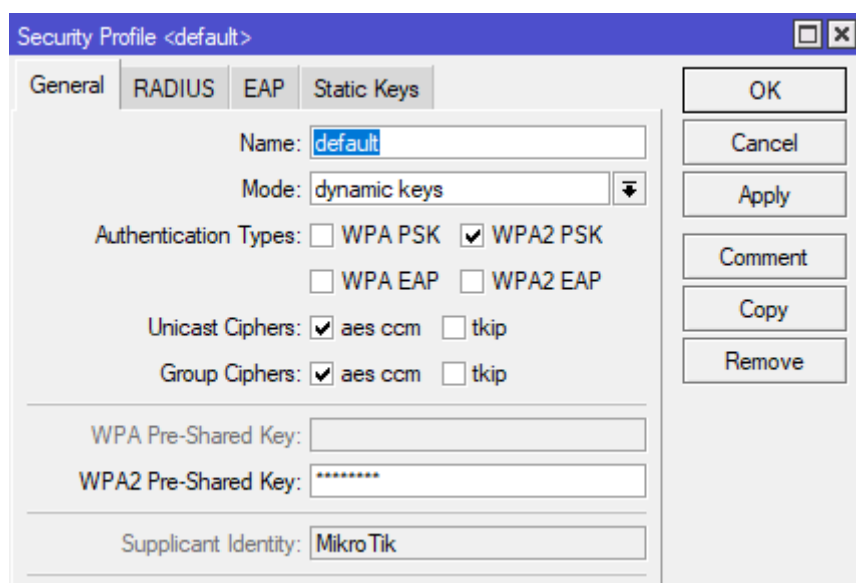 Security Profile <default>
General RADIUS EAP Static Keys
OK
Name: default
Cancel
Mode: dynamic keys
Apply
Authentication Types: WPA PSK WPA2 PSK
WPA EAP WPA2 EAP
Comment
Unicast Ciphers: aes ccm tkip
Copy
Group Ciphers: aes ccm tkip
Remove
WPA Pre-Shared Key:
WPA2 Pre-Shared Key: ********
Supplicant Identity: MikroTik